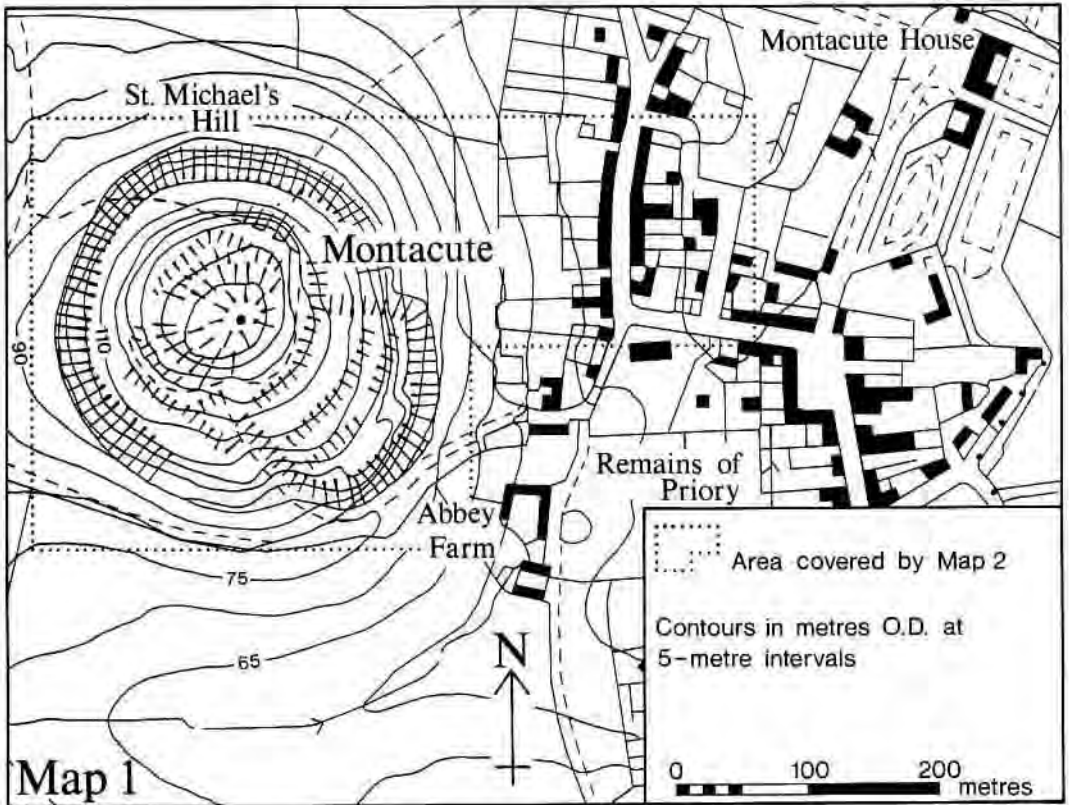 Montacute House
St. Michael's
Hill
Montacute
110
90
Remains of
Priory
Abbey
Farm
75
65
N
Area covered by Map 2
Contours in metres O.D. at
5-metre intervals
0 100 200
metres
Map 1